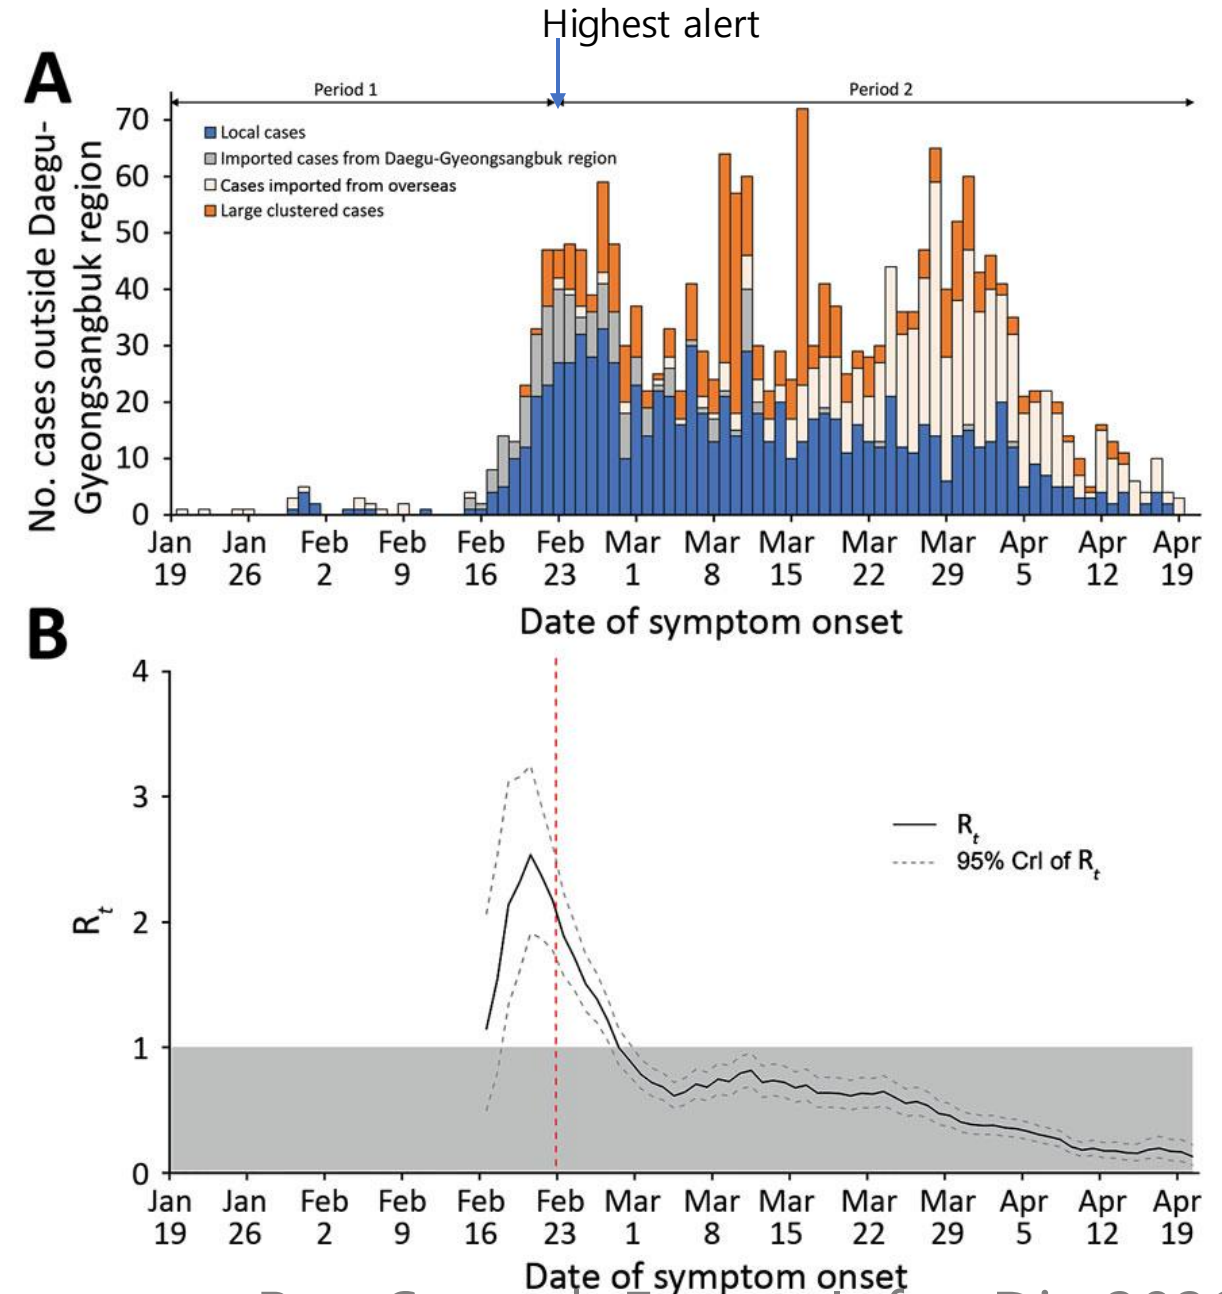 Highest alert
A
Period 1
Period 2
No. cases outside Daegu-
Gyeongsangbuk region
70
60
50
40
30
20
10
0
Local cases
Imported cases from Daegu-Gyeongsangbuk region
Cases imported from overseas
Large clustered cases
Jan Jan Feb Feb Feb Feb Mar Mar Mar Mar Mar Apr Apr Apr
19 26 2 9 16 23 1 8 15 22 29 5 12 19
Date of symptom onset
B
4
3
2
1
0
Rt
Rt
95% CrI of Rt
Jan Jan Feb Feb Feb Feb Mar Mar Mar Mar Mar Apr Apr Apr
19 26 2 9 16 23 1 8 15 22 29 5 12 19
Date of symptom onset